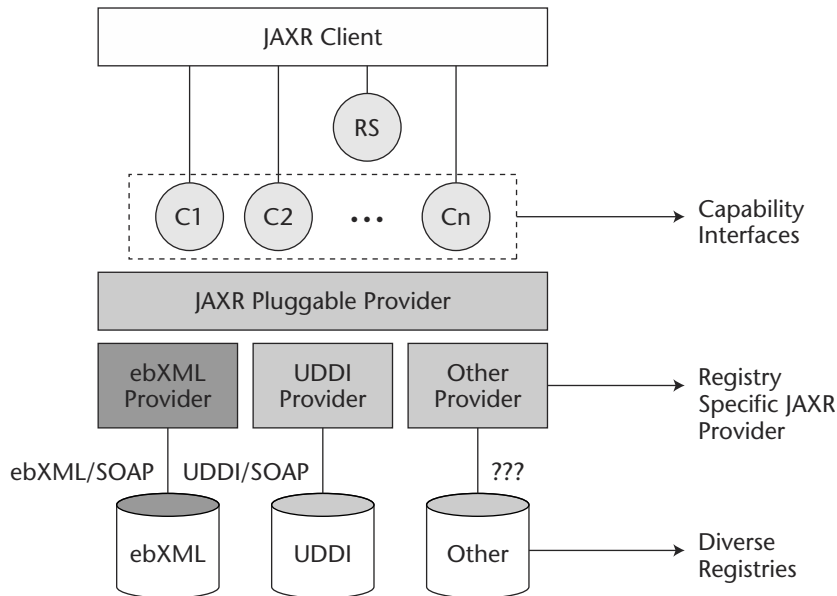 JAXR Client
RS
C1
C2
•••
Cn
Capability
Interfaces
JAXR Pluggable Provider
ebXML
Provider
UDDI
Provider
Other
Provider
Registry
Specific JAXR
Provider
ebXML/SOAP
UDDI/SOAP
???
ebXML
UDDI
Other
Diverse
Registries